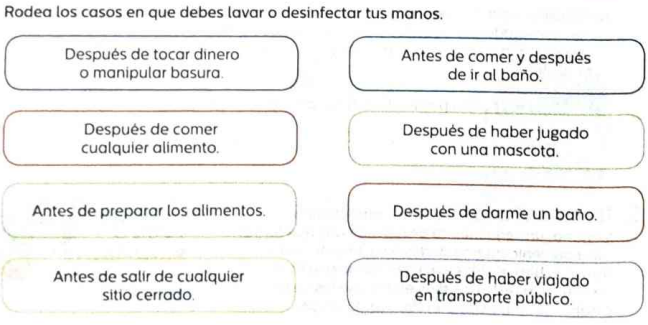 Rodea los casos en que debes lavar o desinfectar tus manos.
Después de tocar dinero
o manipular basura.
Antes de comer y después
de ir al baño.
Después de comer
cualquier alimento.
Después de haber jugado
con una mascota.
Antes de preparar los alimentos.
Después de darme un baño.
Antes de salir de cualquier
sitio cerrado.
Después de haber viajado
en transporte público.